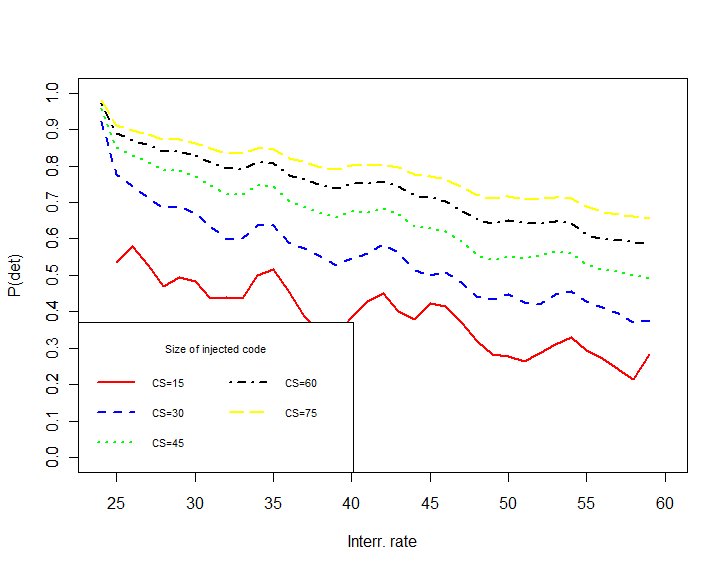 1.0
0.9
0.8
0.7
0.6
0.5
0.4
0.3
0.2
0.1
0.0
P(det)
Size of injected code
CS=15 CS=60
CS=30 CS=75
CS=45
25 30 35 40 45 50 55 60
Interr. rate